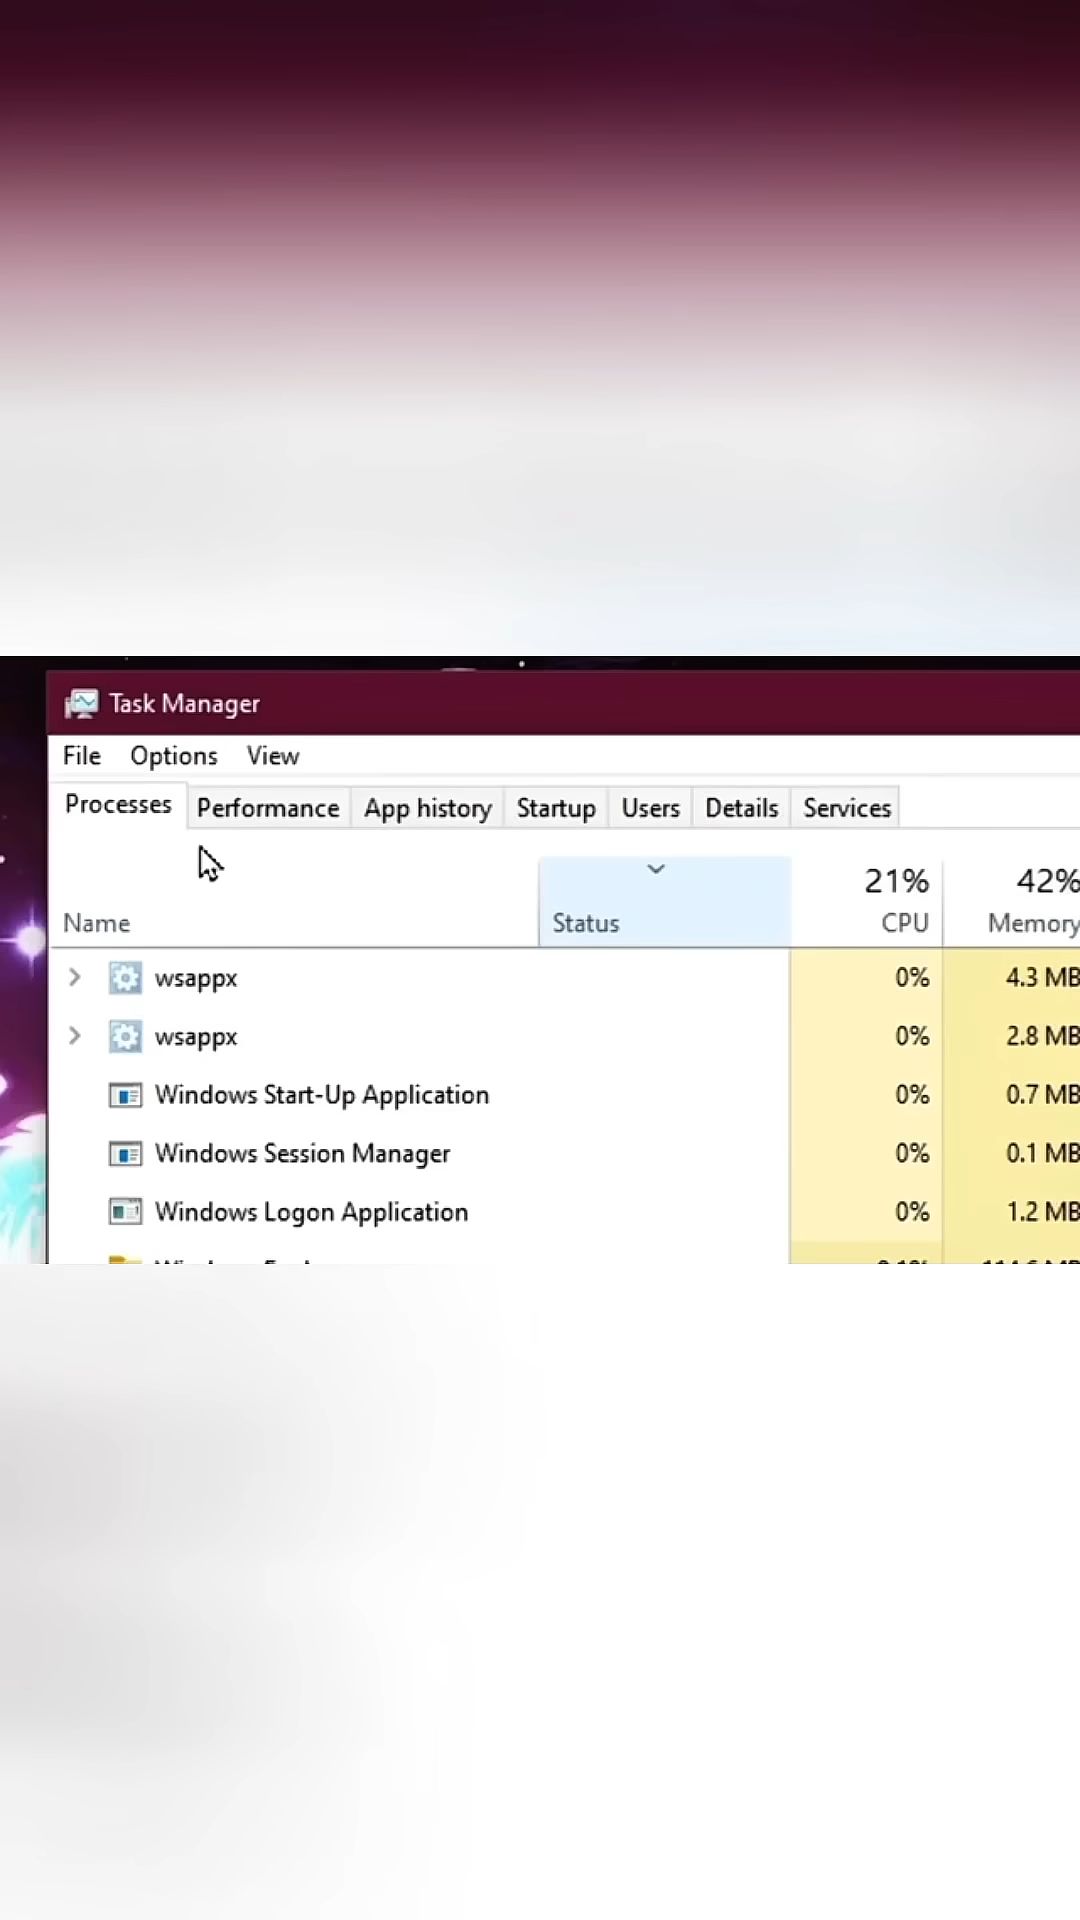 Task Manager
File Options View
Processes Performance App history Startup Users Details Services
21% 42%
Name Status CPU Memory
wsappx 0% 4.3 MB
wsappx 0% 2.8 MB
Windows Start-Up Application 0% 0.7 MB
Windows Session Manager 0% 0.1 MB
Windows Logon Application 0% 1.2 MB